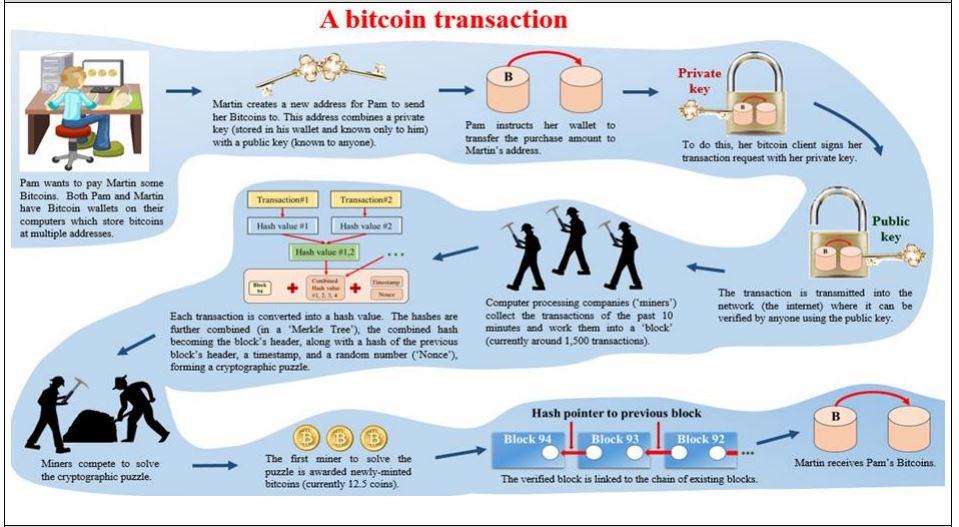 A bitcoin transaction
Pam wants to pay Martin some
Bitcoins. Both Pam and Martin
have Bitcoin wallets on their
computers which store bitcoins
at multiple addresses.
Martin creates a new address for Pam to send
her Bitcoins to. This address combines a private
key (stored in his wallet and known only to him)
with a public key (known to anyone).
B
Pam instructs her wallet to
transfer the purchase amount to
Martin's address.
Private
key
B
To do this, her bitcoin client signs her
transaction request with her private key.
Public
key
B
The transaction is transmitted into the
network (the internet) where it can be
verified by anyone using the public key.
Computer processing companies ('miners')
collect the transactions of the past 10
minutes and work them into a 'block'
(currently around 1,500 transactions).
Transaction#1
Transaction#2
Hash value #1
Hash value #2
Hash value #1,2
...
Block
94
+
Combined
Hash value
#1, 2, 3, 4
+
Timestamp
Nonce
Each transaction is converted into a hash value. The hashes are
further combined (in a 'Merkle Tree'), the combined hash
becoming the block's header, along with a hash of the previous
block's header, a timestamp, and a random number ('Nonce'),
forming a cryptographic puzzle.
Miners compete to solve
the cryptographic puzzle.
The first miner to solve the
puzzle is awarded newly-minted
bitcoins (currently 12.5 coins).
Hash pointer to previous block
Block 94
Block 93
Block 92
...
The verified block is linked to the chain of existing blocks.
B
Martin receives Pam's Bitcoins.